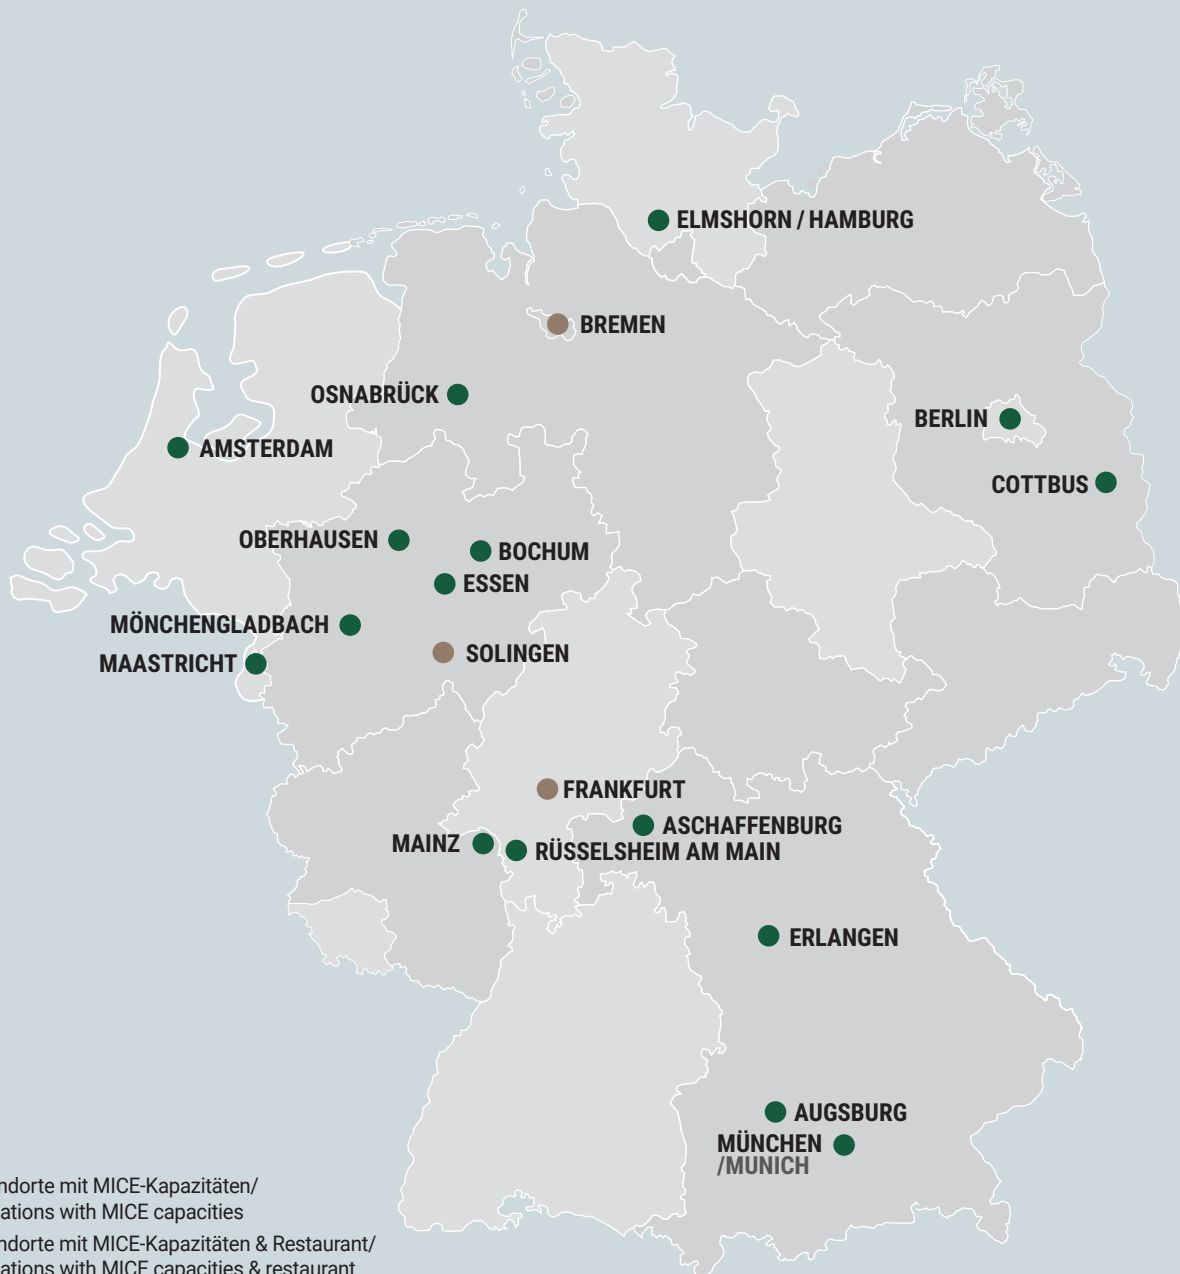 ELMSHORN / HAMBURG
BREMEN
OSNABRÜCK
BERLIN
AMSTERDAM
COTTBUS
OBERHAUSEN
BOCHUM
ESSEN
MÖNCHENGLADBACH
SOLINGEN
MAASTRICHT
FRANKFURT
ASCHAFFENBURG
MAINZ
RÜSSELSHEIM AM MAIN
ERLANGEN
AUGSBURG
MÜNCHEN
/MUNICH
ndorte mit MICE-Kapazitäten/
ations with MICE capacities
ndorte mit MICE-Kapazitäten & Restaurant/
ations with MICE capacities & restaurant